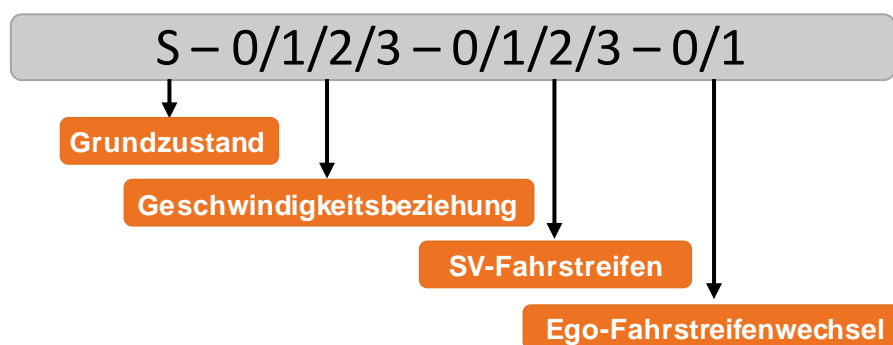 S – 0/1/2/3 – 0/1/2/3 – 0/1
Grundzustand
Geschwindigkeitsbeziehung
SV-Fahrstreifen
Ego-Fahrstreifenwechsel